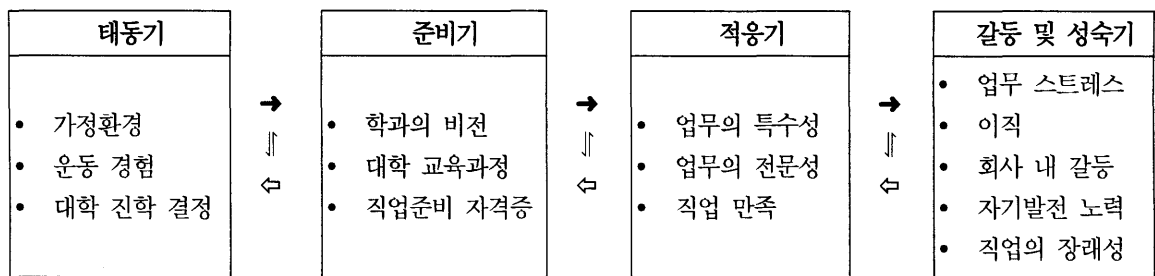 태동기
• 가정환경
• 운동 경험
• 대학 진학 결정
준비기
• 학과의 비전
• 대학 교육과정
• 직업준비 자격증
적응기
• 업무의 특수성
• 업무의 전문성
• 직업 만족
갈등 및 성숙기
• 업무 스트레스
• 이직
• 회사 내 갈등
• 자기발전 노력
• 직업의 장래성